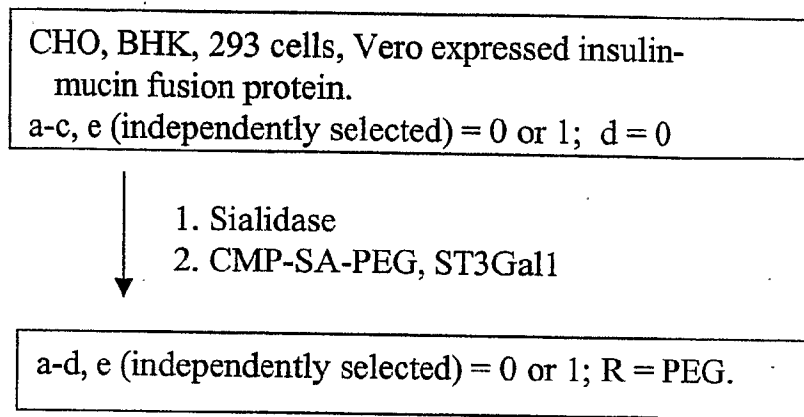 CHO, BHK, 293 cells, Vero expressed insulin-
mucin fusion protein.
a-c, e (independently selected) = 0 or 1; d = 0
1. Sialidase
2. CMP-SA-PEG, ST3Gal1
a-d, e (independently selected) = 0 or 1; R = PEG.